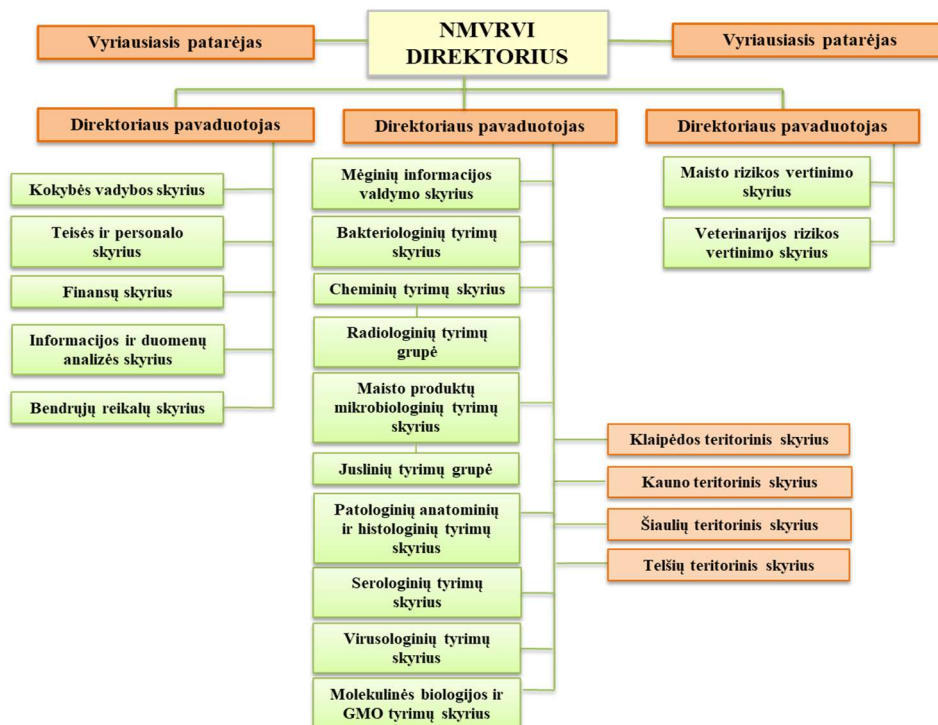 Vyriausiasis patarėjas
NMVRVI
DIREKTORIUS
Vyriausiasis patarėjas
Direktoriaus pavaduotojas
Kokybės vadybos skyrius
Teisės ir personalo
skyrius
Finansų skyrius
Informacijos ir duomenų
analizės skyrius
Bendrųjų reikalų skyrius
Direktoriaus pavaduotojas
Mėginių informacijos
valdymo skyrius
Bakteriologinių tyrimų
skyrius
Cheminių tyrimų skyrius
Radiologinių tyrimų
grupė
Maisto produktų
mikrobiologinių tyrimų
skyrius
Juslinių tyrimų grupė
Patologinių anatominių
ir histologinių tyrimų
skyrius
Serologinių tyrimų
skyrius
Virusologinių tyrimų
skyrius
Molekulinės biologijos ir
GMO tyrimų skyrius
Klaipėdos teritorinis skyrius
Kauno teritorinis skyrius
Šiaulių teritorinis skyrius
Telšių teritorinis skyrius
Direktoriaus pavaduotojas
Maisto rizikos vertinimo
skyrius
Veterinarijos rizikos
vertinimo skyrius